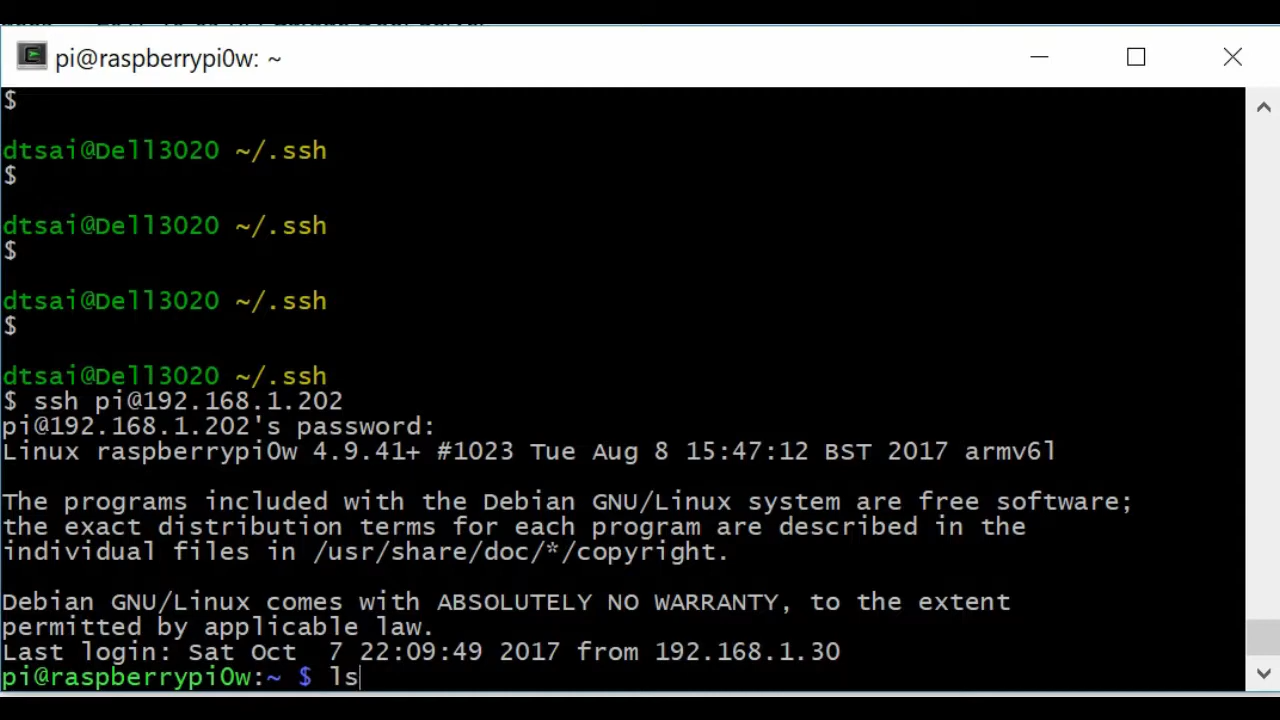 pi@raspberrypi0w: ~
$
dtsai@Dell3020 ~/.ssh
$
dtsai@Dell3020 ~/.ssh
$
dtsai@Dell3020 ~/.ssh
$
dtsai@Dell3020 ~/.ssh
$ ssh pi@192.168.1.202
pi@192.168.1.202's password:
Linux raspberrypi0w 4.9.41+ #1023 Tue Aug 8 15:47:12 BST 2017 armv6l
The programs included with the Debian GNU/Linux system are free software;
the exact distribution terms for each program are described in the
individual files in /usr/share/doc/*/copyright.
Debian GNU/Linux comes with ABSOLUTELY NO WARRANTY, to the extent
permitted by applicable law.
Last login: Sat Oct  7 22:09:49 2017 from 192.168.1.30
pi@raspberrypi0w:~ $ ls